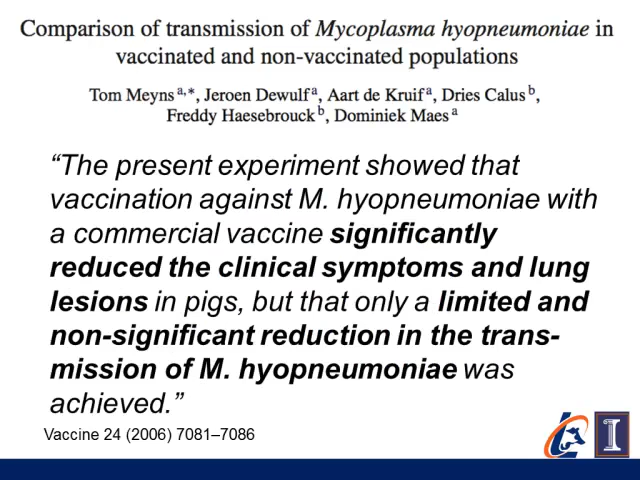 Comparison of transmission of Mycoplasma hyopneumoniae in
vaccinated and non-vaccinated populations
Tom Meyns a,*, Jeroen Dewulf a, Aart de Kruif a, Dries Calus b,
Freddy Haesebrouck b, Dominiek Maes a
“The present experiment showed that
vaccination against M. hyopneumoniae with
a commercial vaccine significantly
reduced the clinical symptoms and lung
lesions in pigs, but that only a limited and
non-significant reduction in the trans-
mission of M. hyopneumoniae was
achieved.”
Vaccine 24 (2006) 7081–7086
I